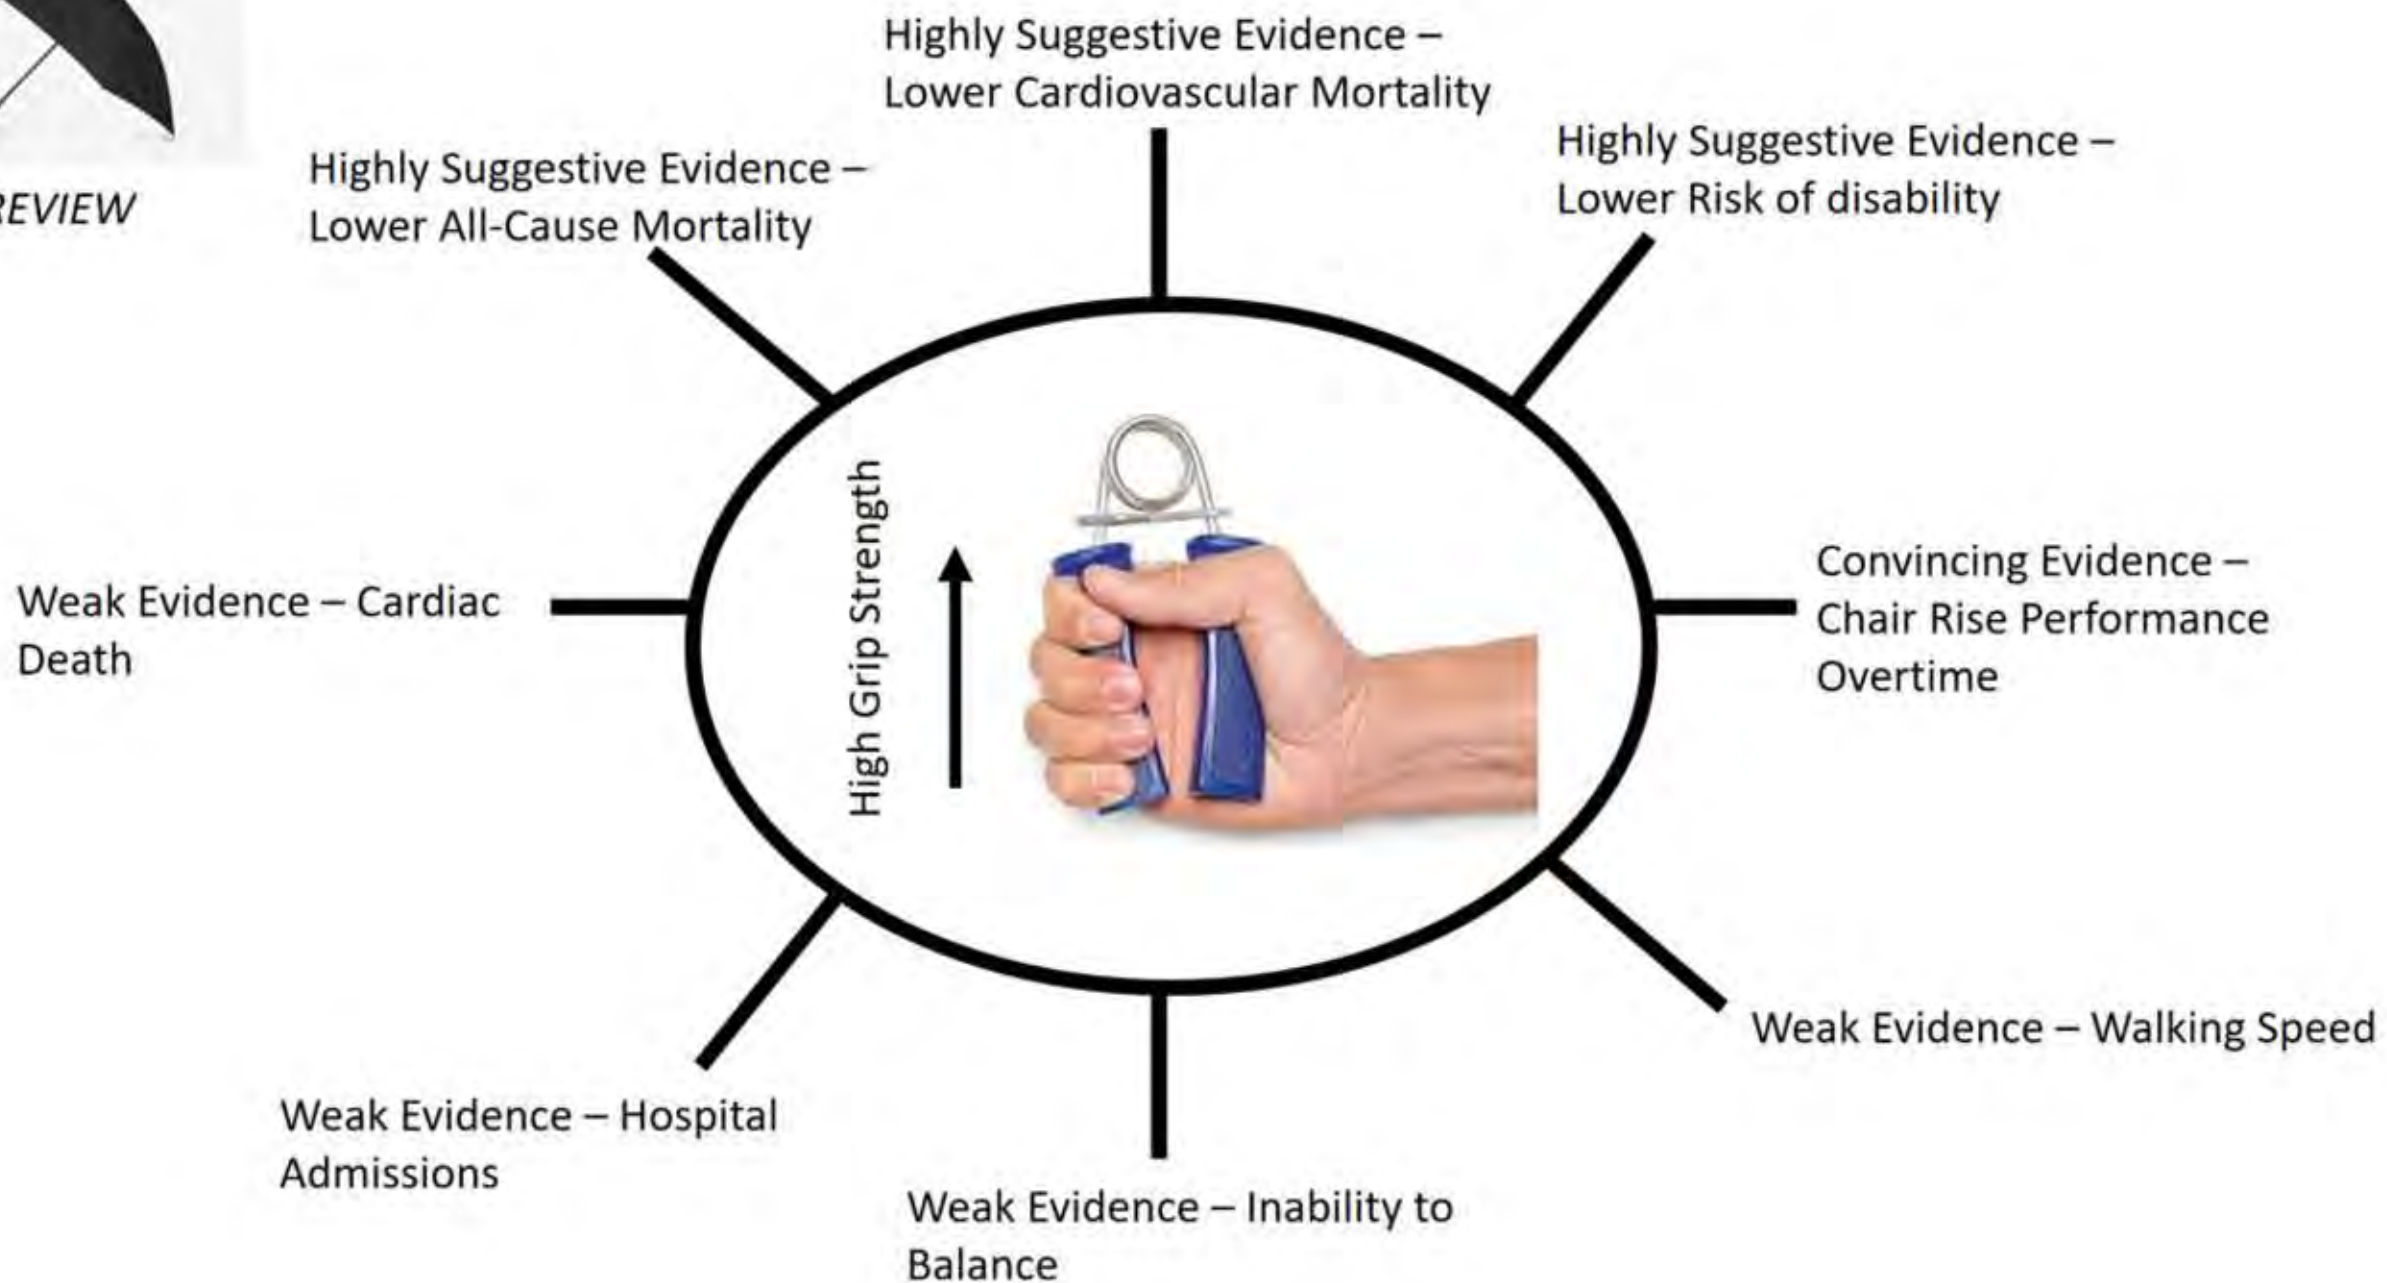 Highly Suggestive Evidence –
Lower Cardiovascular Mortality
Highly Suggestive Evidence –
Lower Risk of disability
Highly Suggestive Evidence –
Lower All-Cause Mortality
REVIEW
High Grip Strength
Convincing Evidence –
Chair Rise Performance
Overtime
Weak Evidence – Cardiac
Death
Weak Evidence – Walking Speed
Weak Evidence – Hospital
Admissions
Weak Evidence – Inability to
Balance